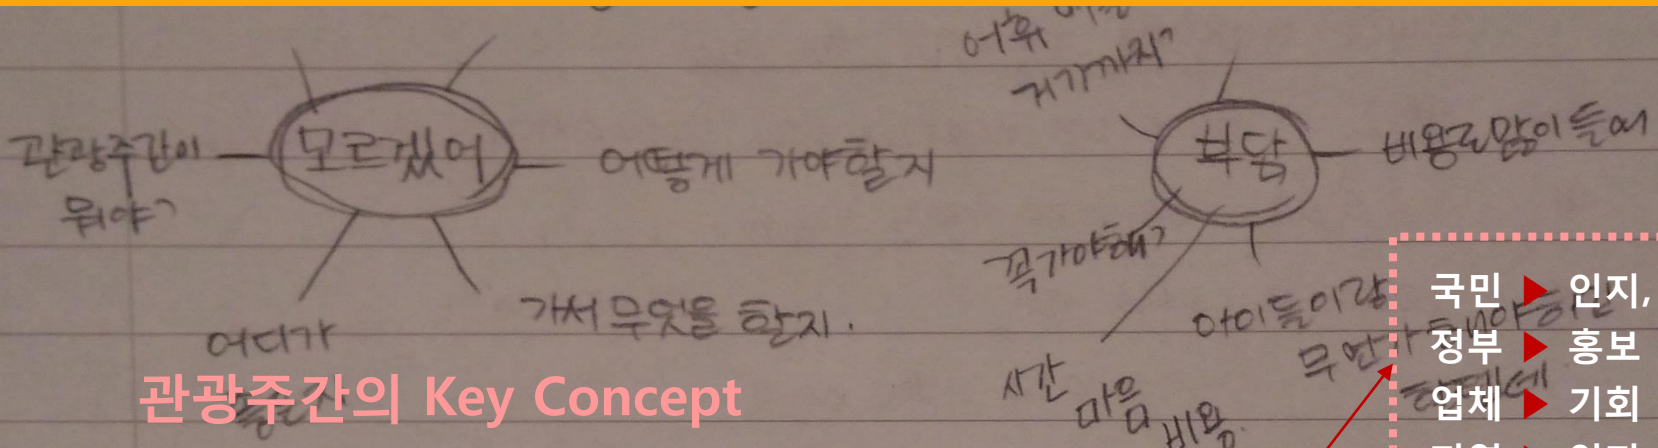 거기까지?
관광주간이
뭐야?
모르겠어
어떻게 가야할지
부담
비용도많이들어
꼭가야해?
가서 무엇을 할지.
어디가
아이들이랑
시간
마음
비용.
관광주간의 Key Concept
국민 ▶ 인지,
정부 ▶ 홍보
업체 ▶ 기회